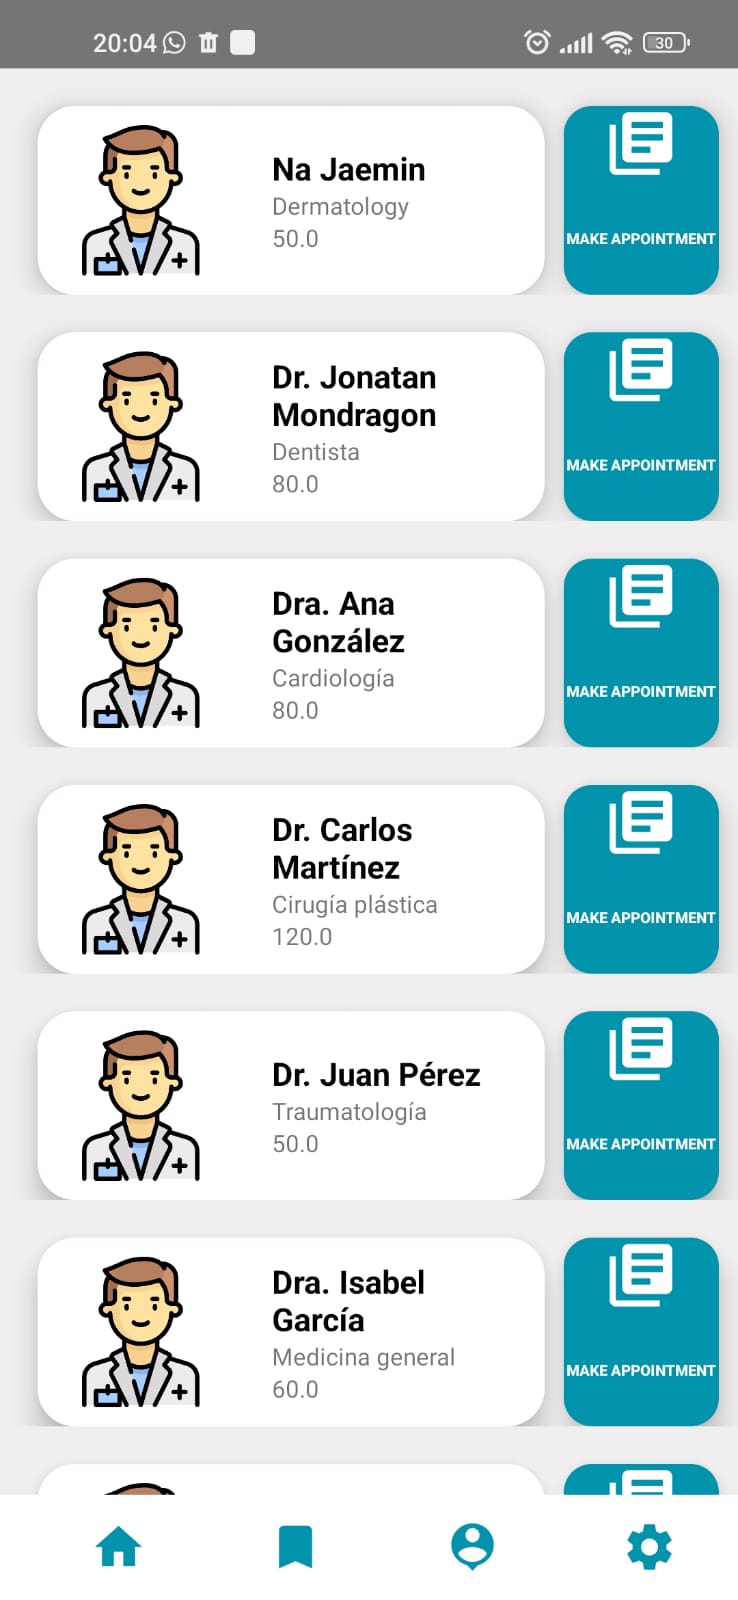 20:04
30
Na Jaemin
Dermatology
50.0
MAKE APPOINTMENT
Dr. Jonatan
Mondragon
Dentista
80.0
MAKE APPOINTMENT
Dra. Ana
González
Cardiología
80.0
MAKE APPOINTMENT
Dr. Carlos
Martínez
Cirugía plástica
120.0
MAKE APPOINTMENT
Dr. Juan Pérez
Traumatología
50.0
MAKE APPOINTMENT
Dra. Isabel
García
Medicina general
60.0
MAKE APPOINTMENT